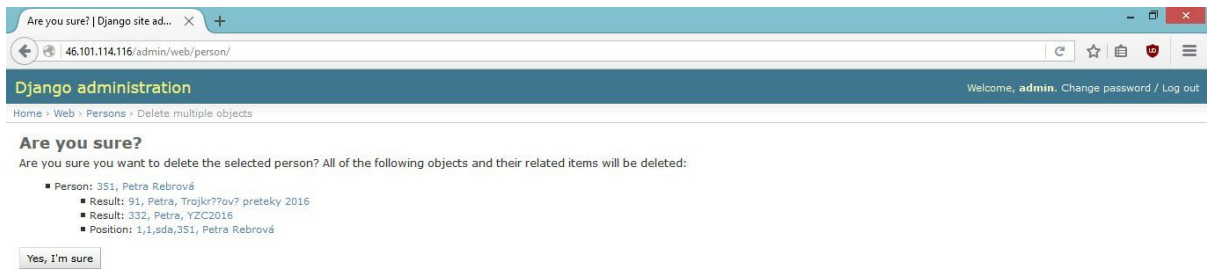 Are you sure? | Django site ad...
46.101.114.116/admin/web/person/
Django administration
Welcome, admin. Change password / Log out
Home › Web › Persons › Delete multiple objects
Are you sure?
Are you sure you want to delete the selected person? All of the following objects and their related items will be deleted:
Person: 351, Petra Rebrová
Result: 91, Petra, Trojkr??ov? preteky 2016
Result: 332, Petra, YZC2016
Position: 1,1,sda,351, Petra Rebrová
Yes, I'm sure